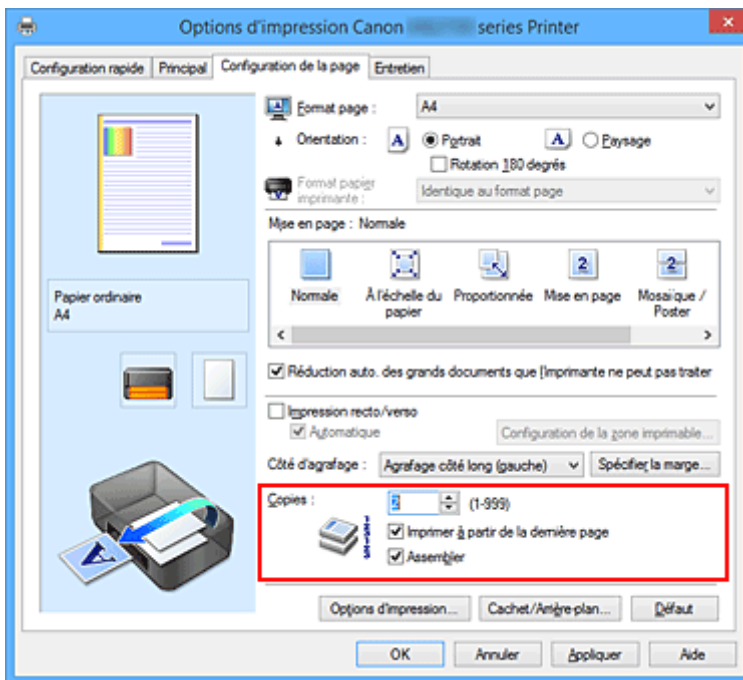 Options d'impression Canon series Printer
Configuration rapide Principal Configuration de la page Entretien
Format page : A4
Orientation : A Portrait A Paysage
Rotation 180 degrés
Format papier imprimante : Identique au format page
Mise en page : Normale
2 2
Normale À l'échelle du papier Proportionnée Mise en page Mosaïque / Poster
Papier ordinaire
A4
Réduction auto. des grands documents que l'imprimante ne peut pas traiter
Impression recto/verso
Automatique Configuration de la zone imprimable...
Côté d'agrafage : Agrafage côté long (gauche) Spécifier la marge...
Copies : 2 (1-999)
Imprimer à partir de la dernière page
Assembler
A
Options d'impression... Cachet/Arrière-plan... Défaut
OK Annuler Appliquer Aide